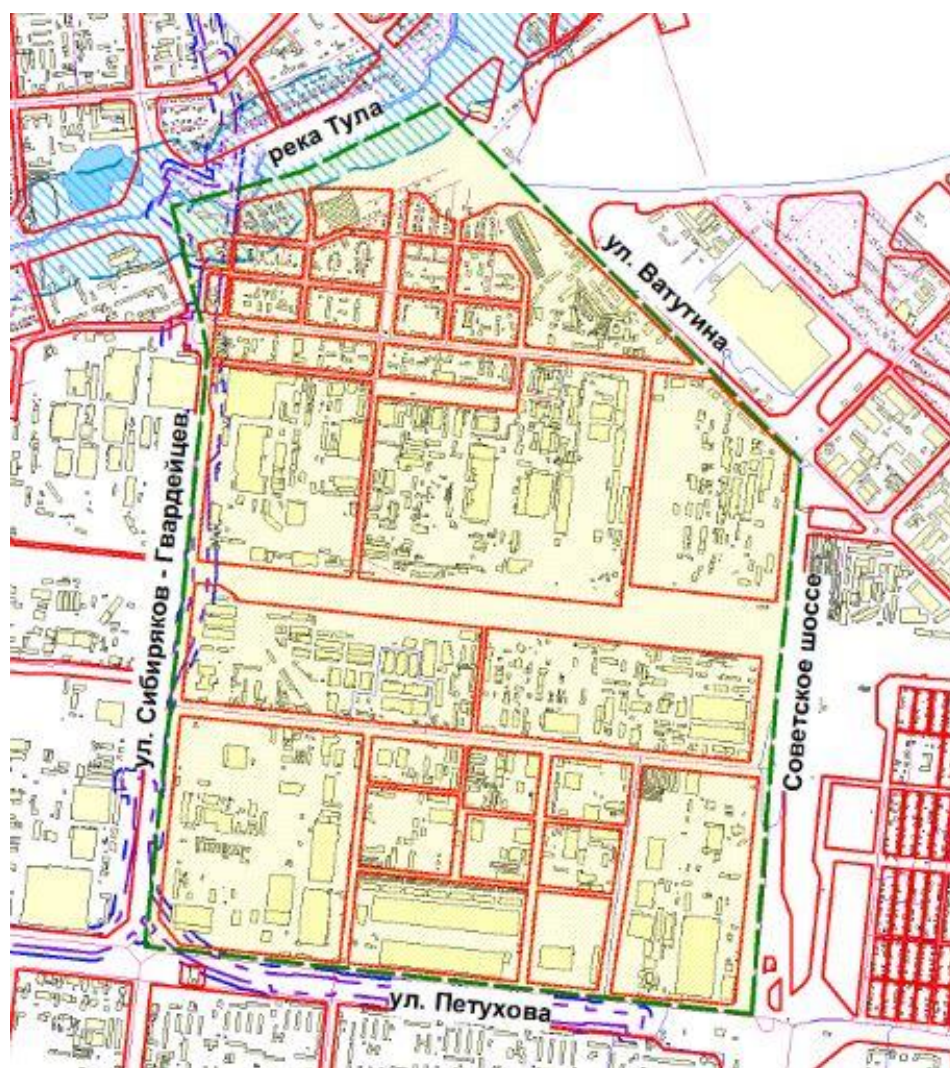 река Тула
ул. Ватутина
ул. Сибиряков - Гвардейцев
Советское шоссе
ул. Петухова